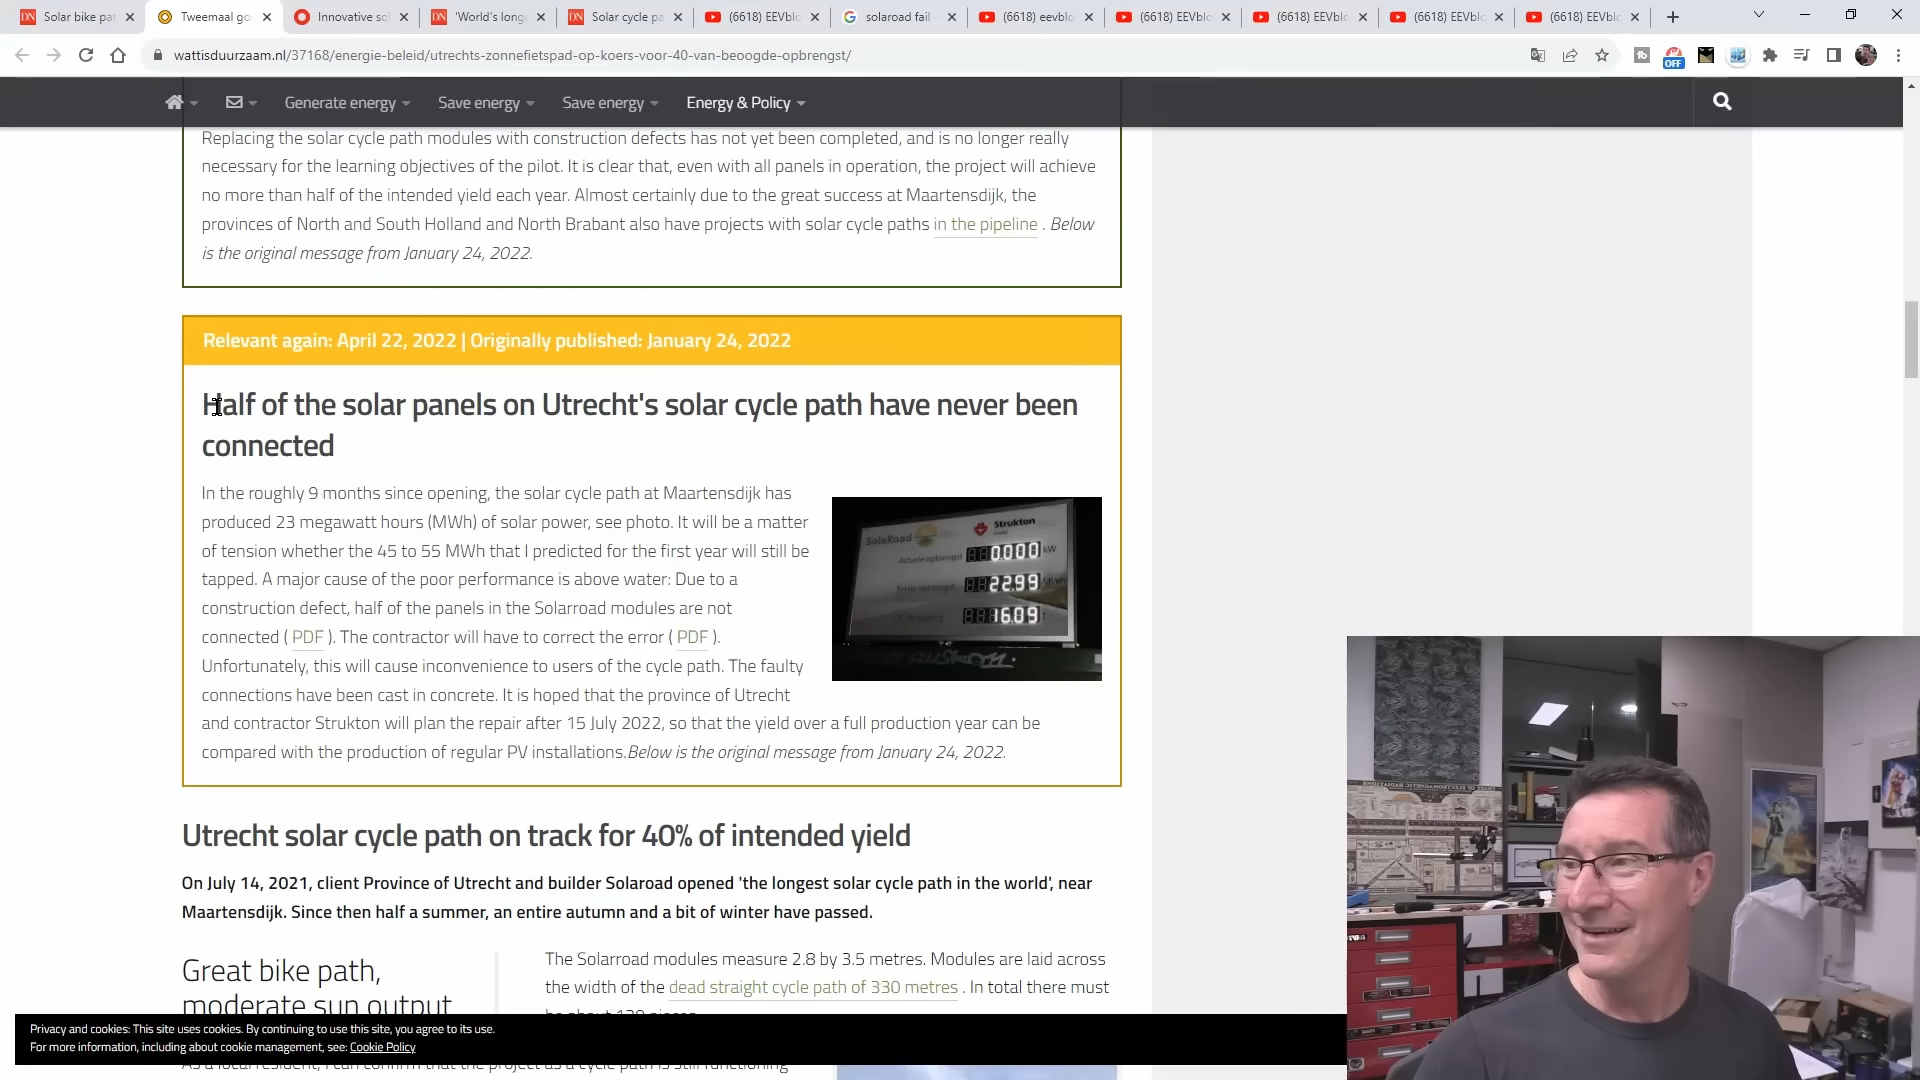 Solar bike pat
Tweemaal go
Innovative sol
'World's long
Solar cycle pa
(6618) EEVblo
solaroad fail -
(6618) eevblo
(6618) EEVblo
(6618) EEVblo
(6618) EEVblo
(6618) EEVblo
wattisduurzaam.nl/37168/energie-beleid/utrechts-zonnefietspad-op-koers-voor-40-van-beoogde-opbrengst/
OFF
Generate energy
Save energy
Save energy
Energy & Policy
Replacing the solar cycle path modules with construction defects has not yet been completed, and is no longer really
necessary for the learning objectives of the pilot. It is clear that, even with all panels in operation, the project will achieve
no more than half of the intended yield each year. Almost certainly due to the great success at Maartensdijk, the
provinces of North and South Holland and North Brabant also have projects with solar cycle paths in the pipeline . Below
is the original message from January 24, 2022.
Relevant again: April 22, 2022 | Originally published: January 24, 2022
Half of the solar panels on Utrecht's solar cycle path have never been
connected
In the roughly 9 months since opening, the solar cycle path at Maartensdijk has
produced 23 megawatt hours (MWh) of solar power, see photo. It will be a matter
of tension whether the 45 to 55 MWh that I predicted for the first year will still be
tapped. A major cause of the poor performance is above water: Due to a
construction defect, half of the panels in the Solarroad modules are not
connected ( PDF ). The contractor will have to correct the error ( PDF ).
Unfortunately, this will cause inconvenience to users of the cycle path. The faulty
connections have been cast in concrete. It is hoped that the province of Utrecht
and contractor Strukton will plan the repair after 15 July 2022, so that the yield over a full production year can be
compared with the production of regular PV installations.Below is the original message from January 24, 2022.
SolaRoad
Strukton
Actuele opbrengst 0.000 kW
22.99 MWh
16.09
Utrecht solar cycle path on track for 40% of intended yield
On July 14, 2021, client Province of Utrecht and builder Solaroad opened 'the longest solar cycle path in the world', near
Maartensdijk. Since then half a summer, an entire autumn and a bit of winter have passed.
Great bike path,
moderate sun output
The Solarroad modules measure 2.8 by 3.5 metres. Modules are laid across
the width of the dead straight cycle path of 330 metres . In total there must
Privacy and cookies: This site uses cookies. By continuing to use this site, you agree to its use.
For more information, including about cookie management, see: Cookie Policy